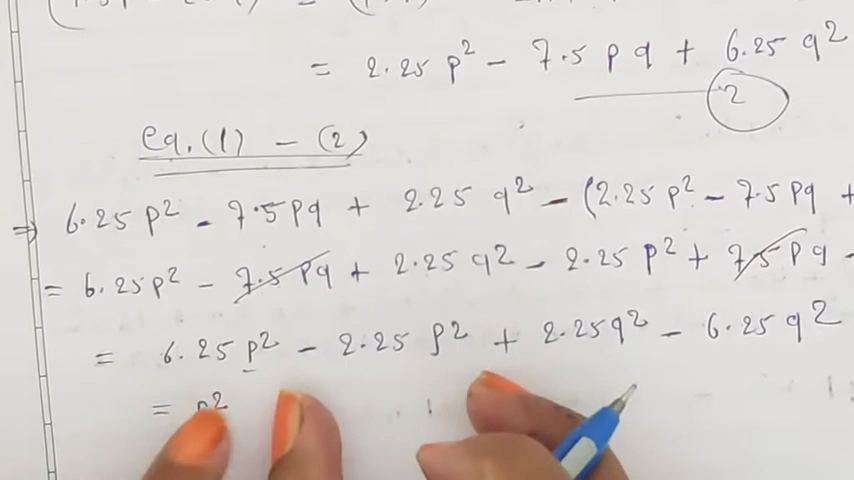 = 2.25 p² - 7.5 p q + 6.25 q²
2
eq.(1) - (2)
⇒ 6.25 p² - 7.5 pq + 2.25 q² - (2.25 p² - 7.5 pq +
= 6.25 p² - 7.5 pq + 2.25 q² - 2.25 p² + 7.5 pq -
= 6.25 p² - 2.25 p² + 2.25 q² - 6.25 q²
= p²